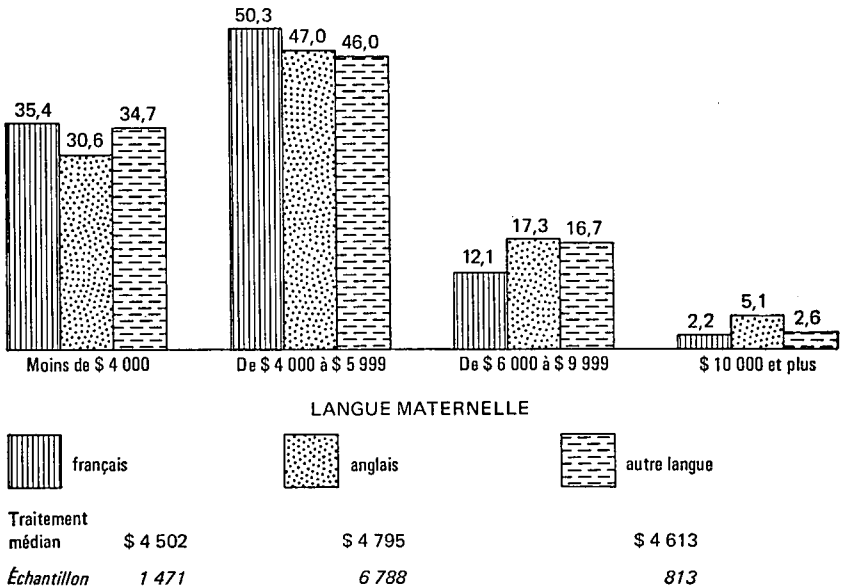 50,3
47,0
46,0
35,4
30,6
34,7
12,1
17,3
16,7
2,2
5,1
2,6
Moins de $ 4 000
De $ 4 000 à $ 5 999
De $ 6 000 à $ 9 999
$ 10 000 et plus
LANGUE MATERNELLE
français
anglais
autre langue
Traitement
médian $ 4 502 $ 4 795 $ 4 613
Échantillon 1 471 6 788 813